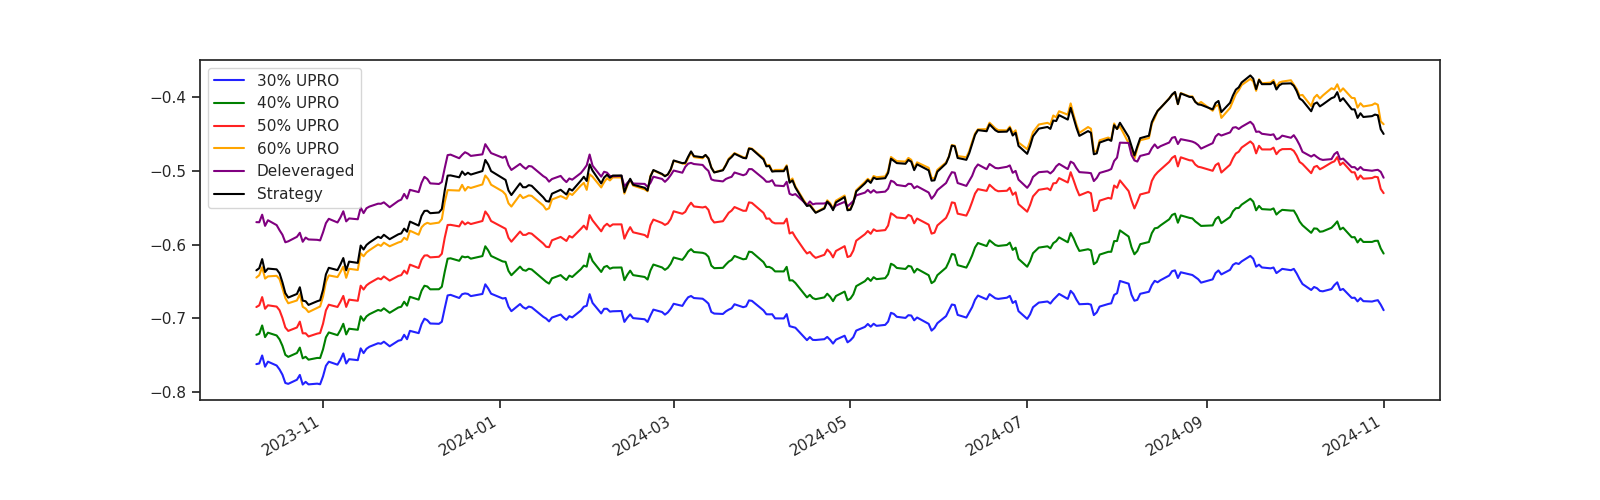 30% UPRO
40% UPRO
50% UPRO
60% UPRO
Deleveraged
Strategy
−0.4
−0.5
−0.6
−0.7
−0.8
2023-11
2024-01
2024-03
2024-05
2024-07
2024-09
2024-11